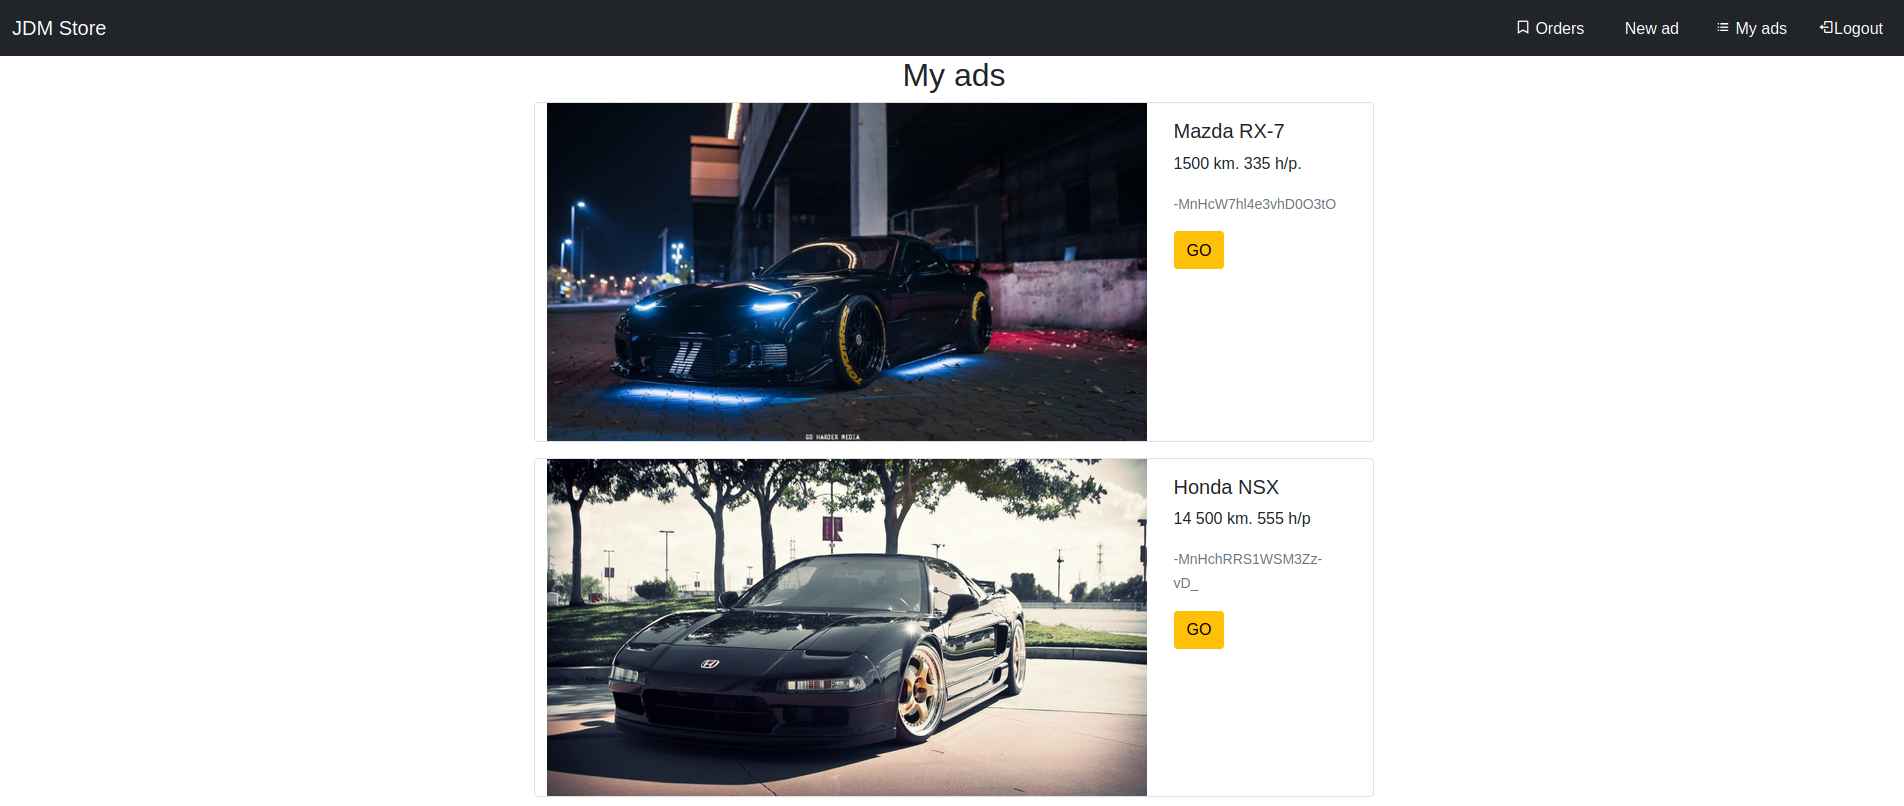 JDM Store
Orders
New ad
My ads
Logout
My ads
Mazda RX-7
1500 km. 335 h/p.
-MnHcW7hl4e3vhD0O3tO
GO
GO HARDER MEDIA
Honda NSX
14 500 km. 555 h/p
-MnHchRRS1WSM3Zz-
vD_
GO